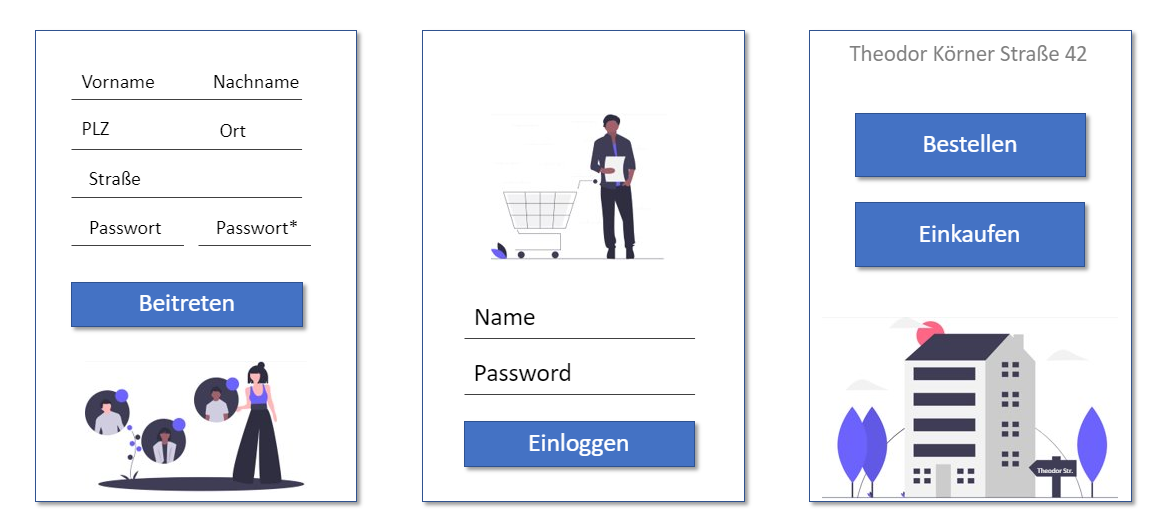 Vorname Nachname
PLZ Ort
Straße
Passwort Passwort*
Beitreten
Name
Password
Einloggen
Theodor Körner Straße 42
Bestellen
Einkaufen
Theodor Str.